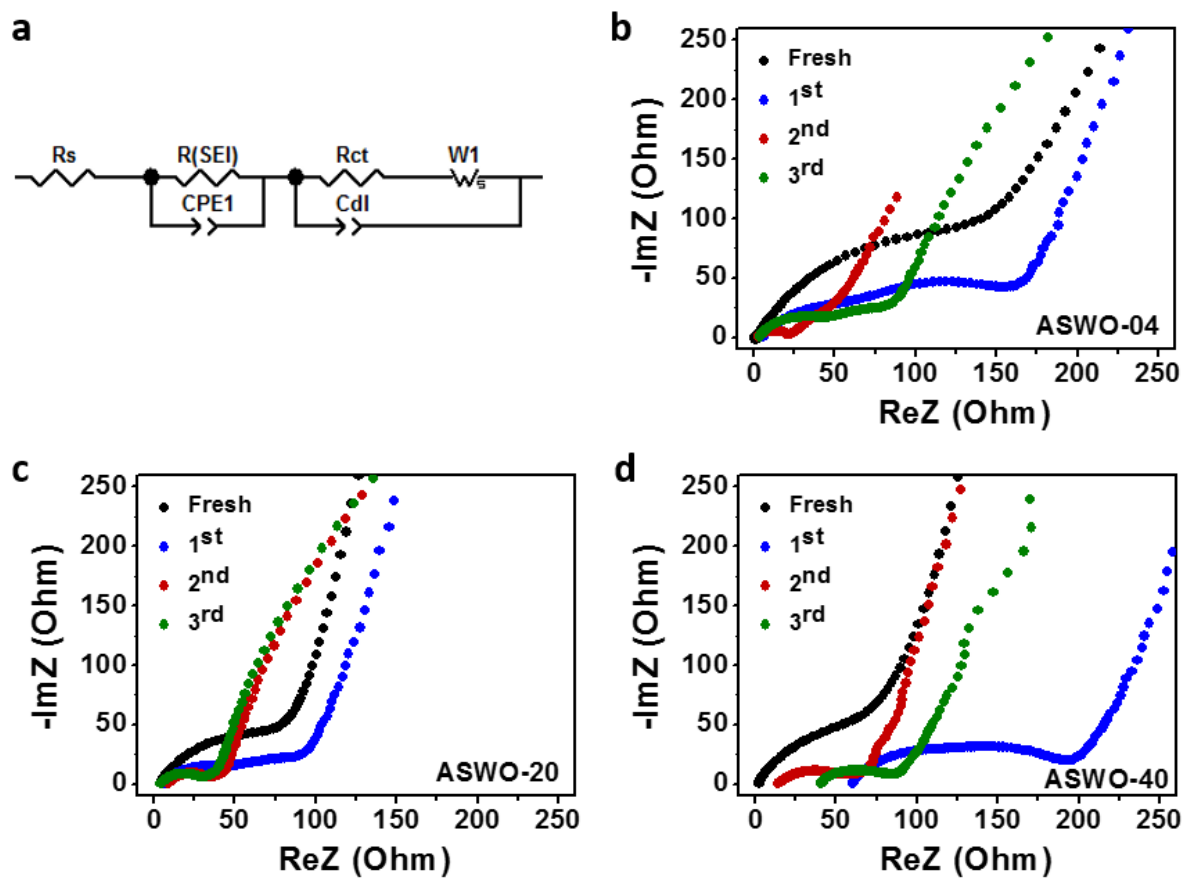 a
Rs R(SEI) Rct W1
s
CPE1 Cdl
b
-ImZ (Ohm)
250
200
150
100
50
0
Fresh
1st
2nd
3rd
ASWO-04
0 50 100 150 200 250
ReZ (Ohm)
c
-ImZ (Ohm)
250
200
150
100
50
0
Fresh
1st
2nd
3rd
ASWO-20
0 50 100 150 200 250
ReZ (Ohm)
d
-ImZ (Ohm)
250
200
150
100
50
0
Fresh
1st
2nd
3rd
ASWO-40
0 50 100 150 200 250
ReZ (Ohm)